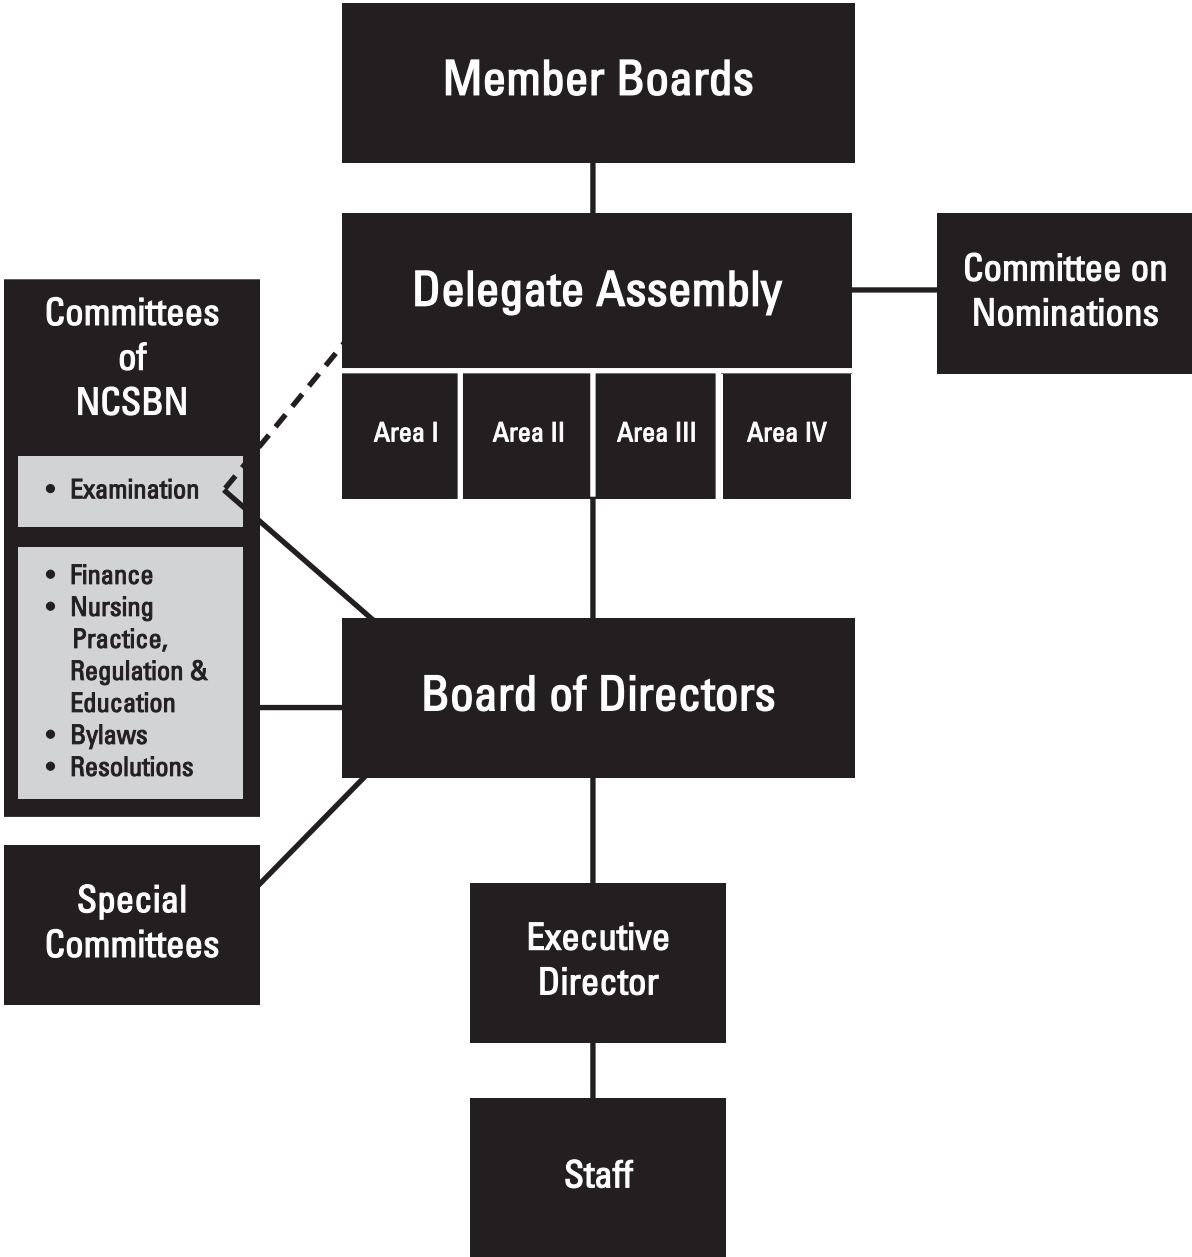 Member Boards
Delegate Assembly
Committee on
Nominations
Area I
Area II
Area III
Area IV
Committees
of
NCSBN
• Examination
• Finance
• Nursing
Practice,
Regulation &
Education
• Bylaws
• Resolutions
Board of Directors
Special
Committees
Executive
Director
Staff